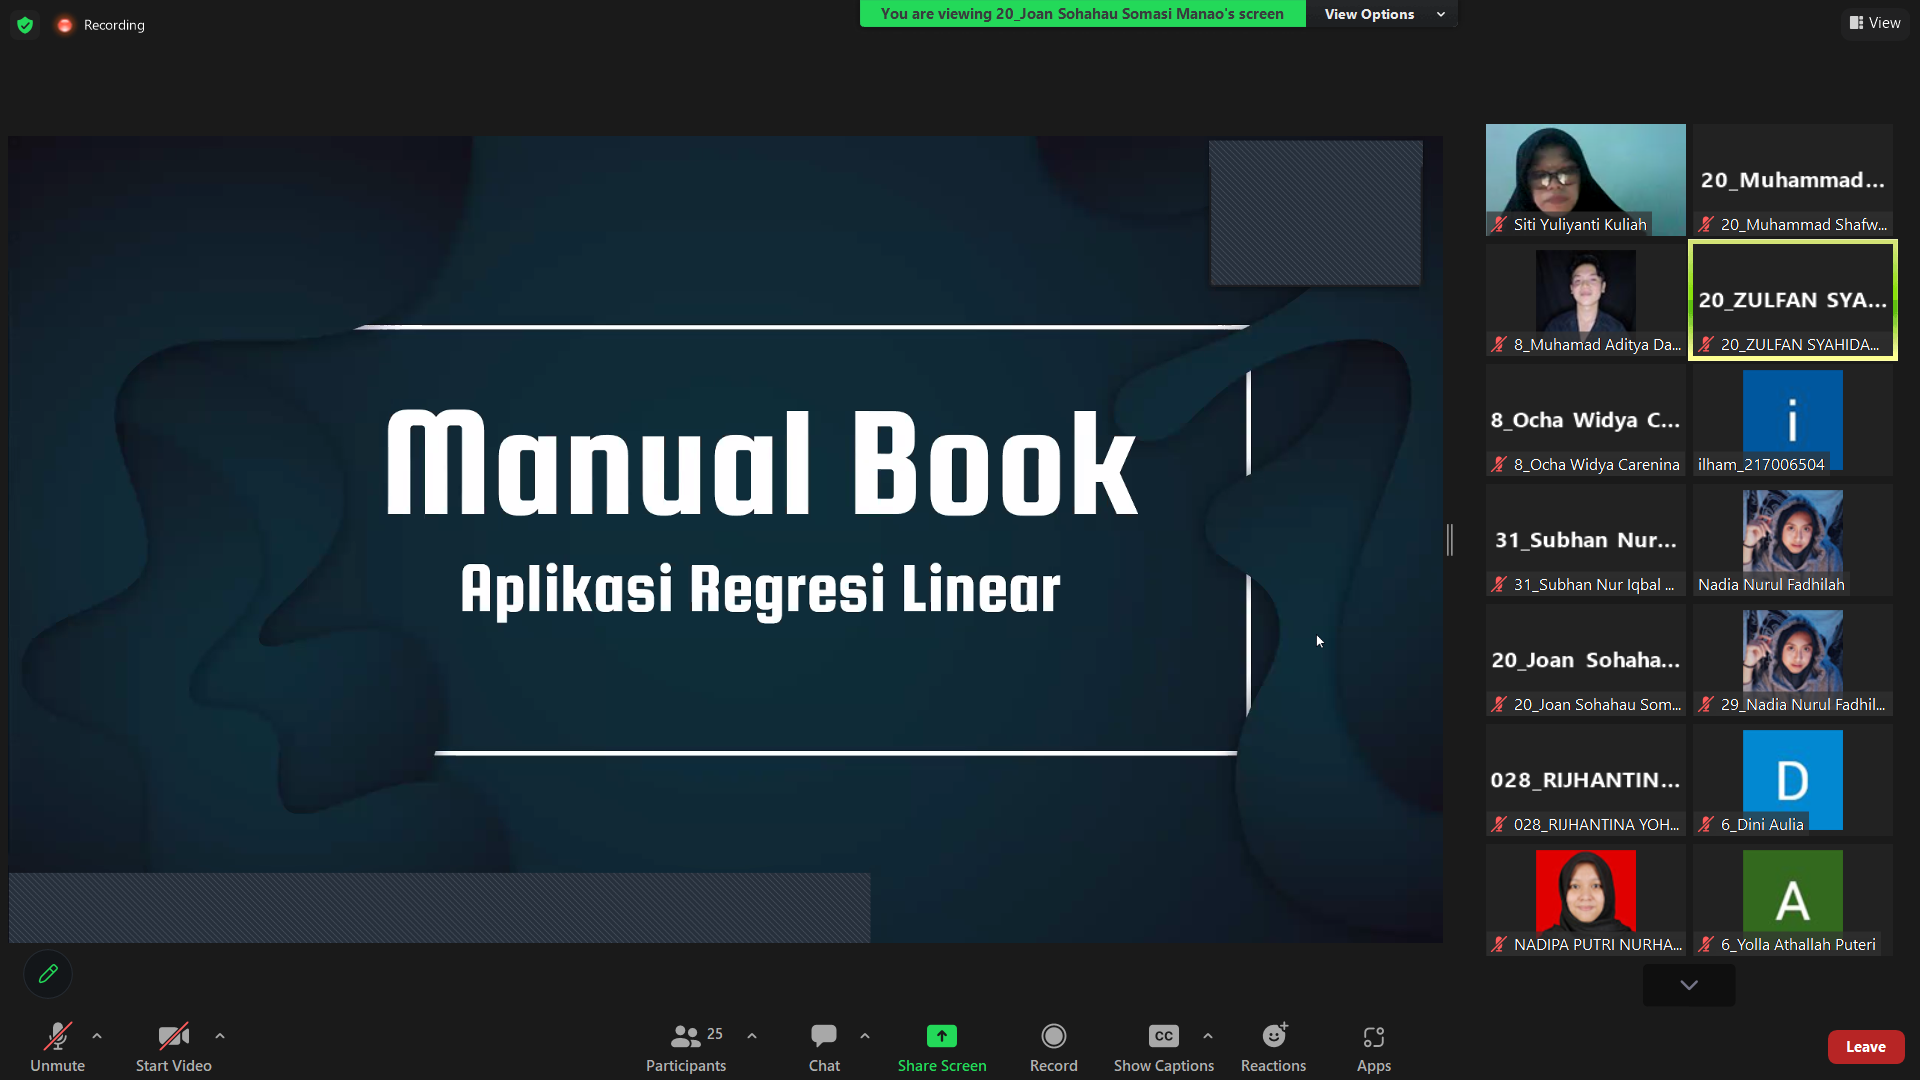 Recording
You are viewing 20_Joan Sohahau Somasi Manao's screen
View Options
View
Manual Book
Aplikasi Regresi Linear
Siti Yuliyanti Kuliah
20_Muhammad...
20_Muhammad Shafw...
8_Muhamad Aditya Da...
20_ZULFAN SYA...
20_ZULFAN SYAHIDA...
8_Ocha Widya C...
8_Ocha Widya Carenina
i
ilham_217006504
31_Subhan Nur...
31_Subhan Nur Iqbal ...
Nadia Nurul Fadhilah
20_Joan Sohaha...
20_Joan Sohahau Som...
29_Nadia Nurul Fadhil...
028_RIJHANTIN...
028_RIJHANTINA YOH...
D
6_Dini Aulia
NADIPA PUTRI NURHA...
A
6_Yolla Athallah Puteri
Unmute
Start Video
25
Participants
Chat
Share Screen
Record
CC
Show Captions
Reactions
Apps
Leave